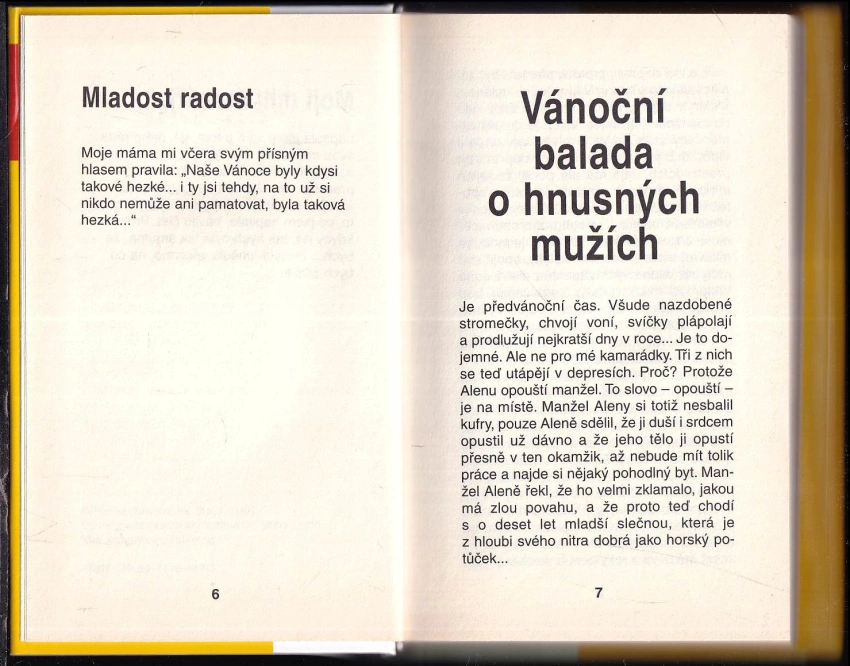 Mladost radost
Moje máma mi včera svým přísným
hlasem pravila: „Naše Vánoce byly kdysi
takové hezké... i ty jsi tehdy, na to už si
nikdo nemůže ani pamatovat, byla taková
hezká...“
6
Vánoční
balada
o hnusných
mužích
Je předvánoční čas. Všude nazdobené
stromečky, chvojí voní, svíčky plápolají
a prodlužují nejkratší dny v roce... Je to do-
jemné. Ale ne pro mé kamarádky. Tři z nich
se teď utápějí v depresích. Proč? Protože
Alenu opouští manžel. To slovo – opouští –
je na místě. Manžel Aleny si totiž nesbalil
kufry, pouze Aleně sdělil, že ji duší i srdcem
opustil už dávno a že jeho tělo ji opustí
přesně v ten okamžik, až nebude mít tolik
práce a najde si nějaký pohodlný byt. Man-
žel Aleně řekl, že ho velmi zklamalo, jakou
má zlou povahu, a že proto teď chodí
s o deset let mladší slečnou, která je
z hloubi svého nitra dobrá jako horský po-
tůček...
7